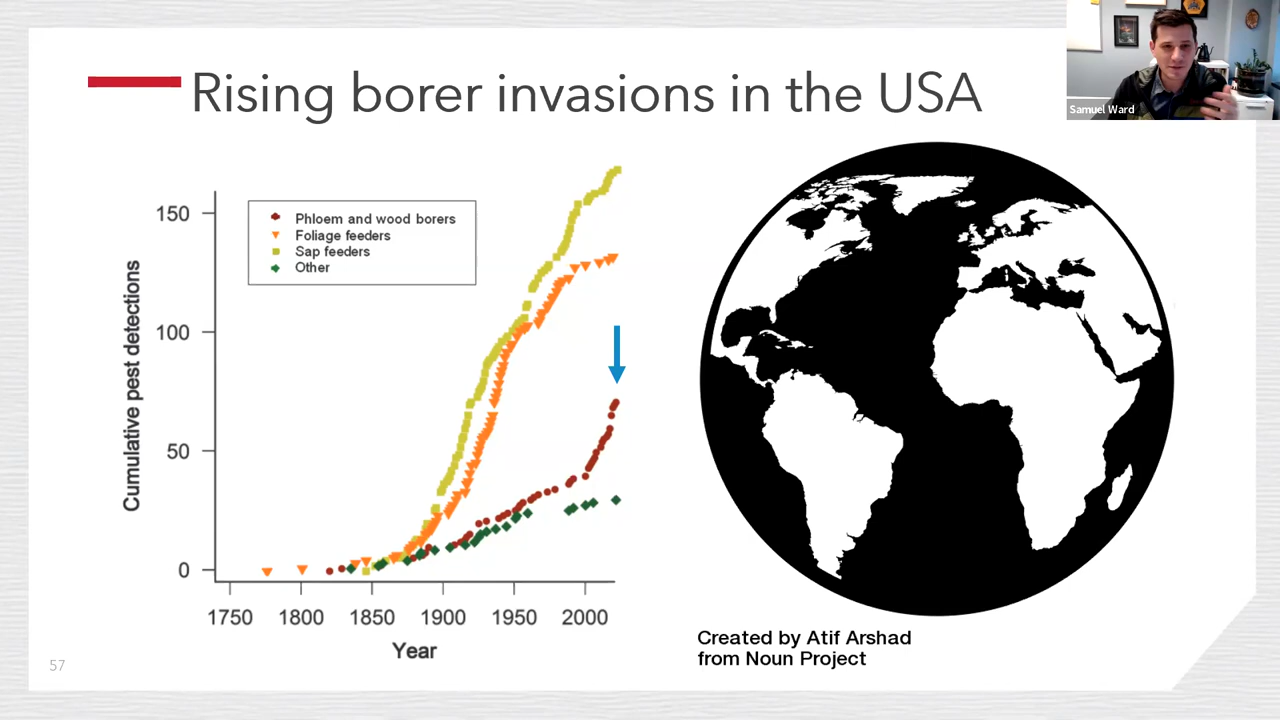 Rising borer invasions in the USA
Samuel Ward
Cumulative pest detections
150
100
50
0
Phloem and wood borers
Foliage feeders
Sap feeders
Other
1750 1800 1850 1900 1950 2000
Year
Created by Atif Arshad
from Noun Project
57